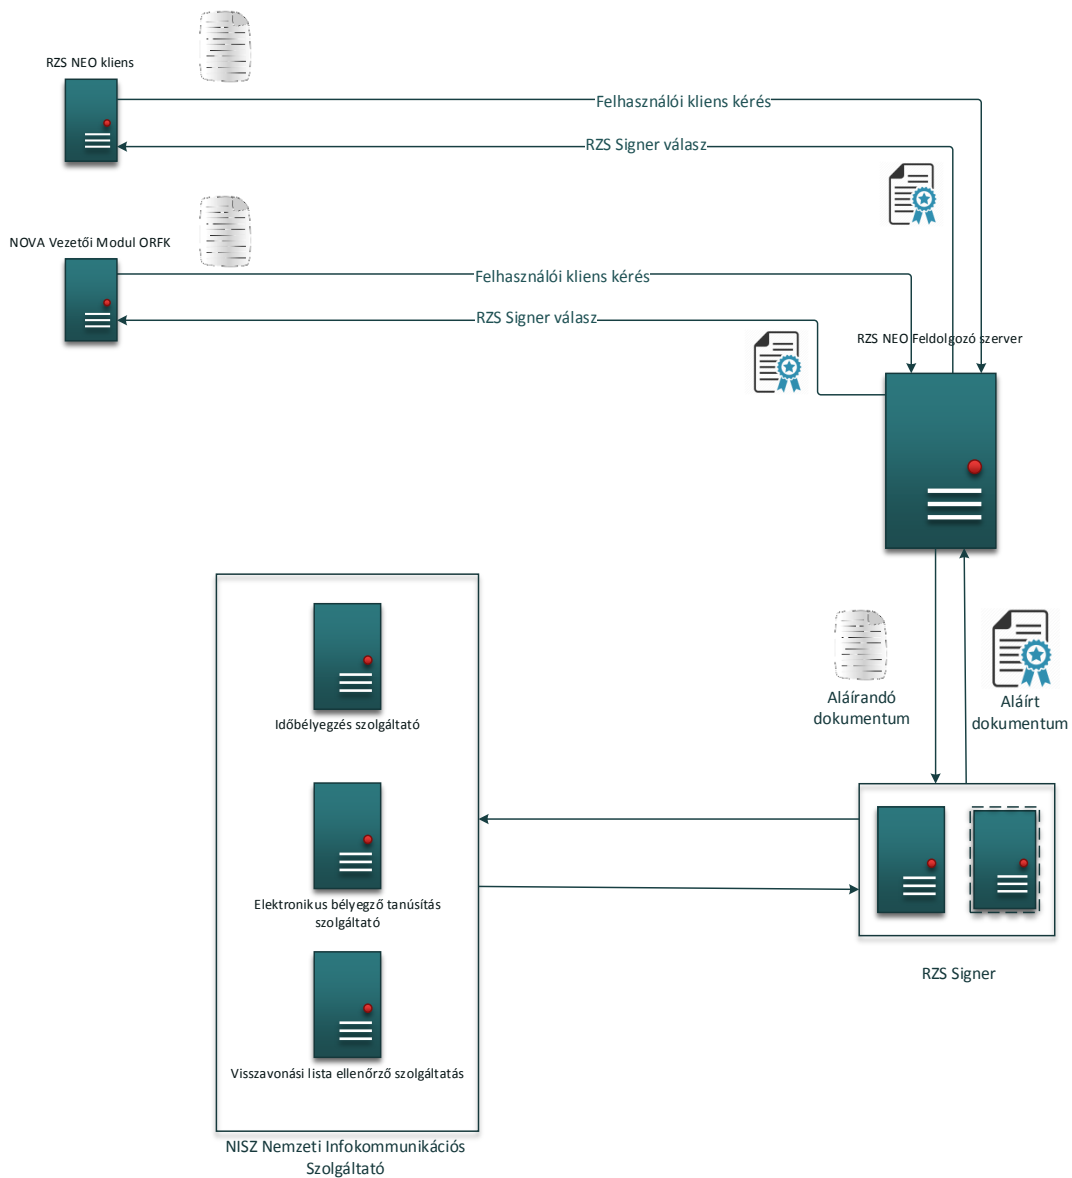 RZS NEO kliens
Felhasználói kliens kérés
RZS Signer válasz
NOVA Vezetői Modul ORFK
Felhasználói kliens kérés
RZS Signer válasz
RZS NEO Feldolgozó szerver
Aláírandó
dokumentum
Aláírt
dokumentum
Időbélyegzés szolgáltató
Elektronikus bélyegző tanúsítás
szolgáltató
RZS Signer
Visszavonási lista ellenőrző szolgáltatás
NISZ Nemzeti Infokommunikációs
Szolgáltató